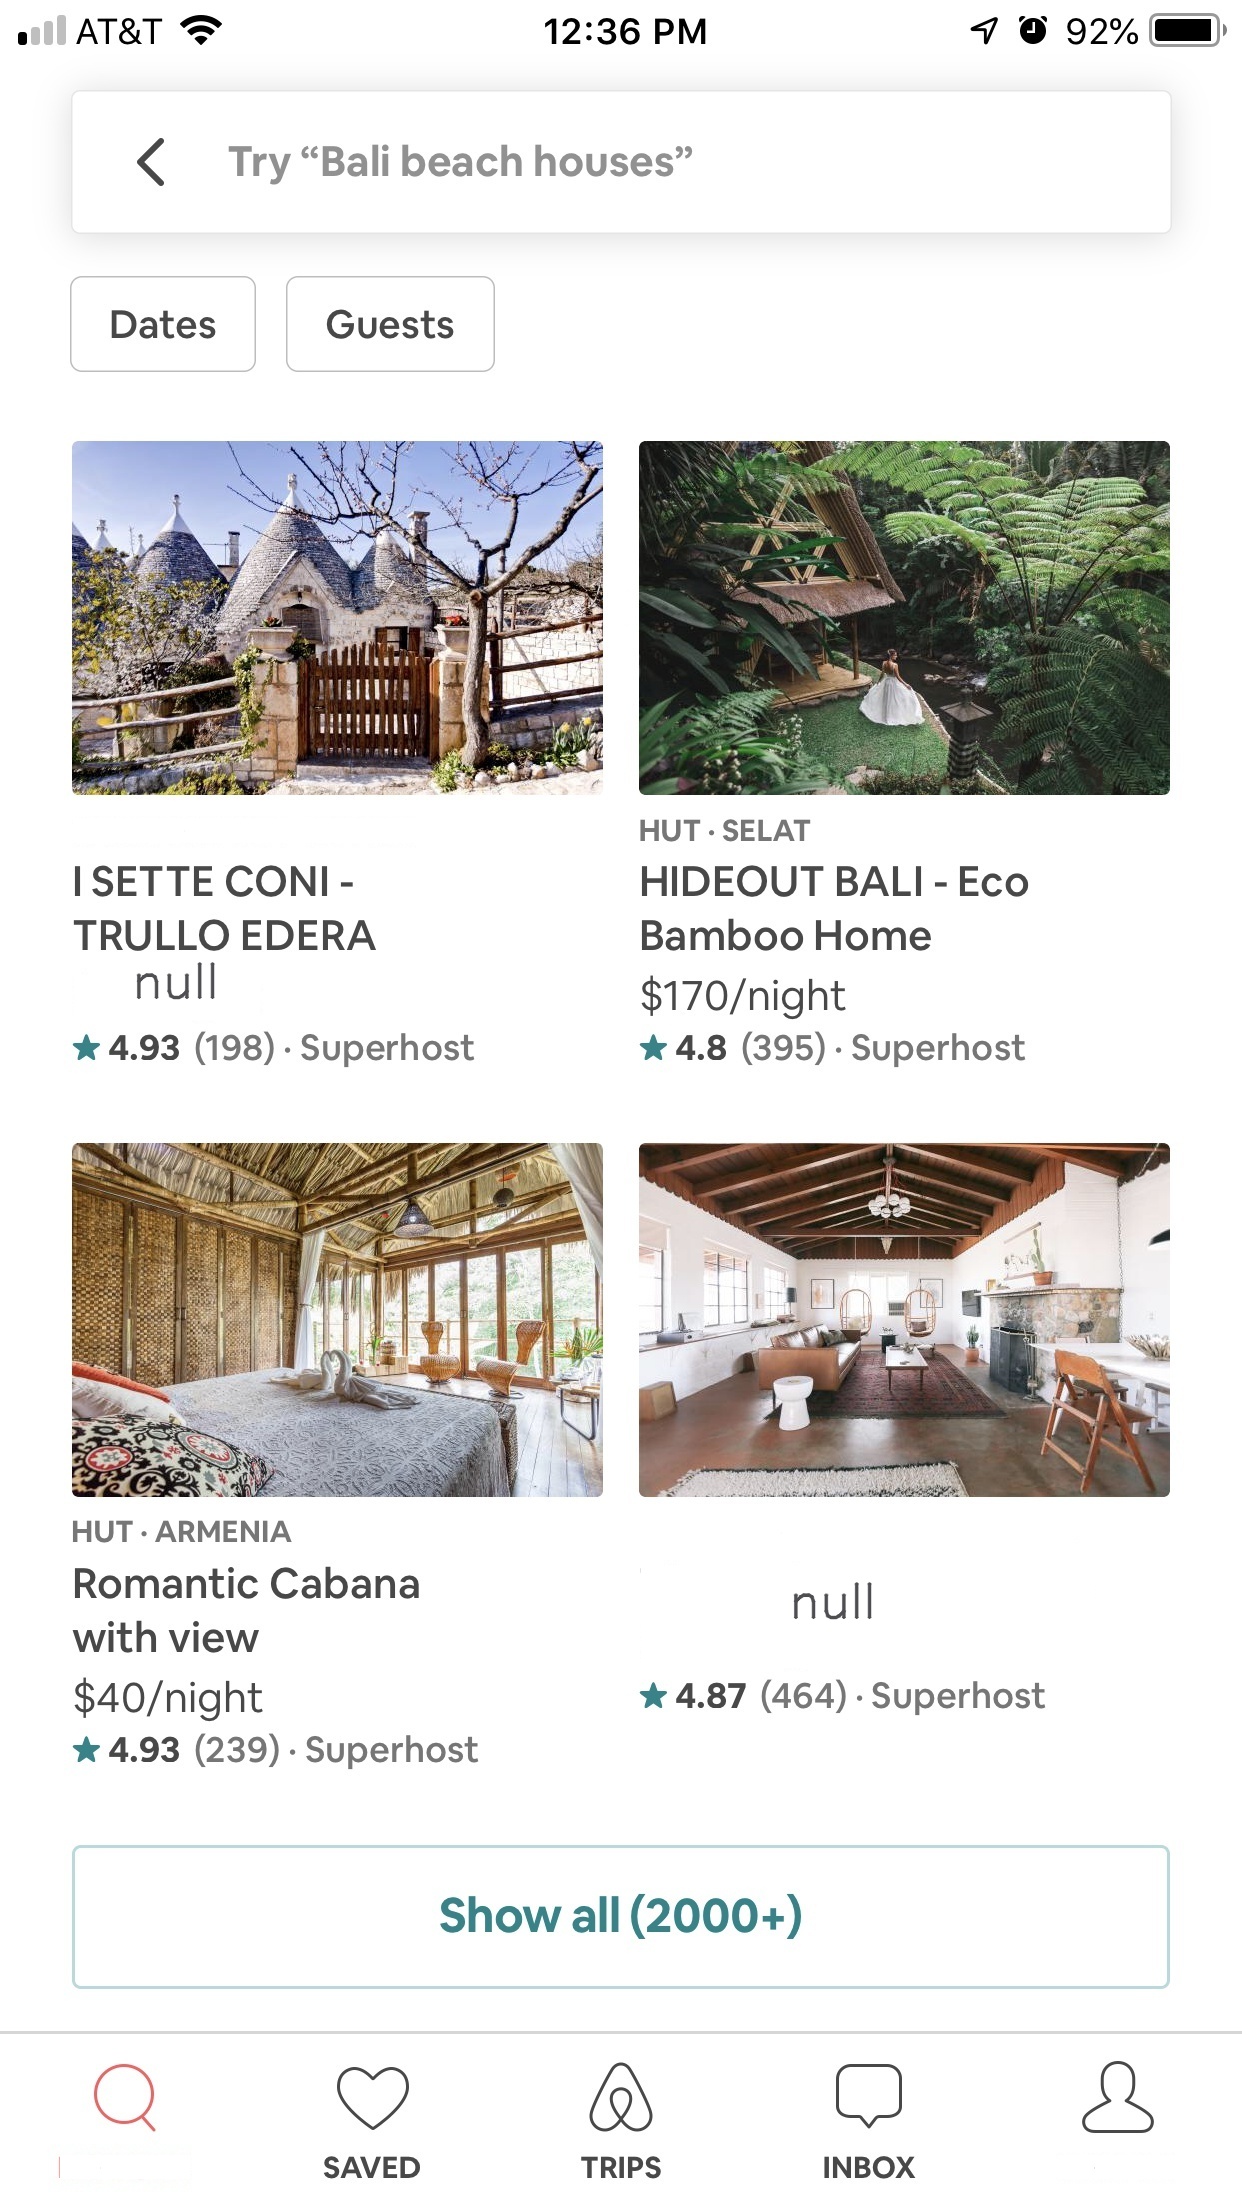 AT&T 12:36 PM 92%
Try “Bali beach houses”
Dates Guests
I SETTE CONI -
TRULLO EDERA
null
★ 4.93 (198) · Superhost
HUT · SELAT
HIDEOUT BALI - Eco
Bamboo Home
$170/night
★ 4.8 (395) · Superhost
HUT · ARMENIA
Romantic Cabana
with view
$40/night
★ 4.93 (239) · Superhost
null
★ 4.87 (464) · Superhost
Show all (2000+)
SAVED TRIPS INBOX